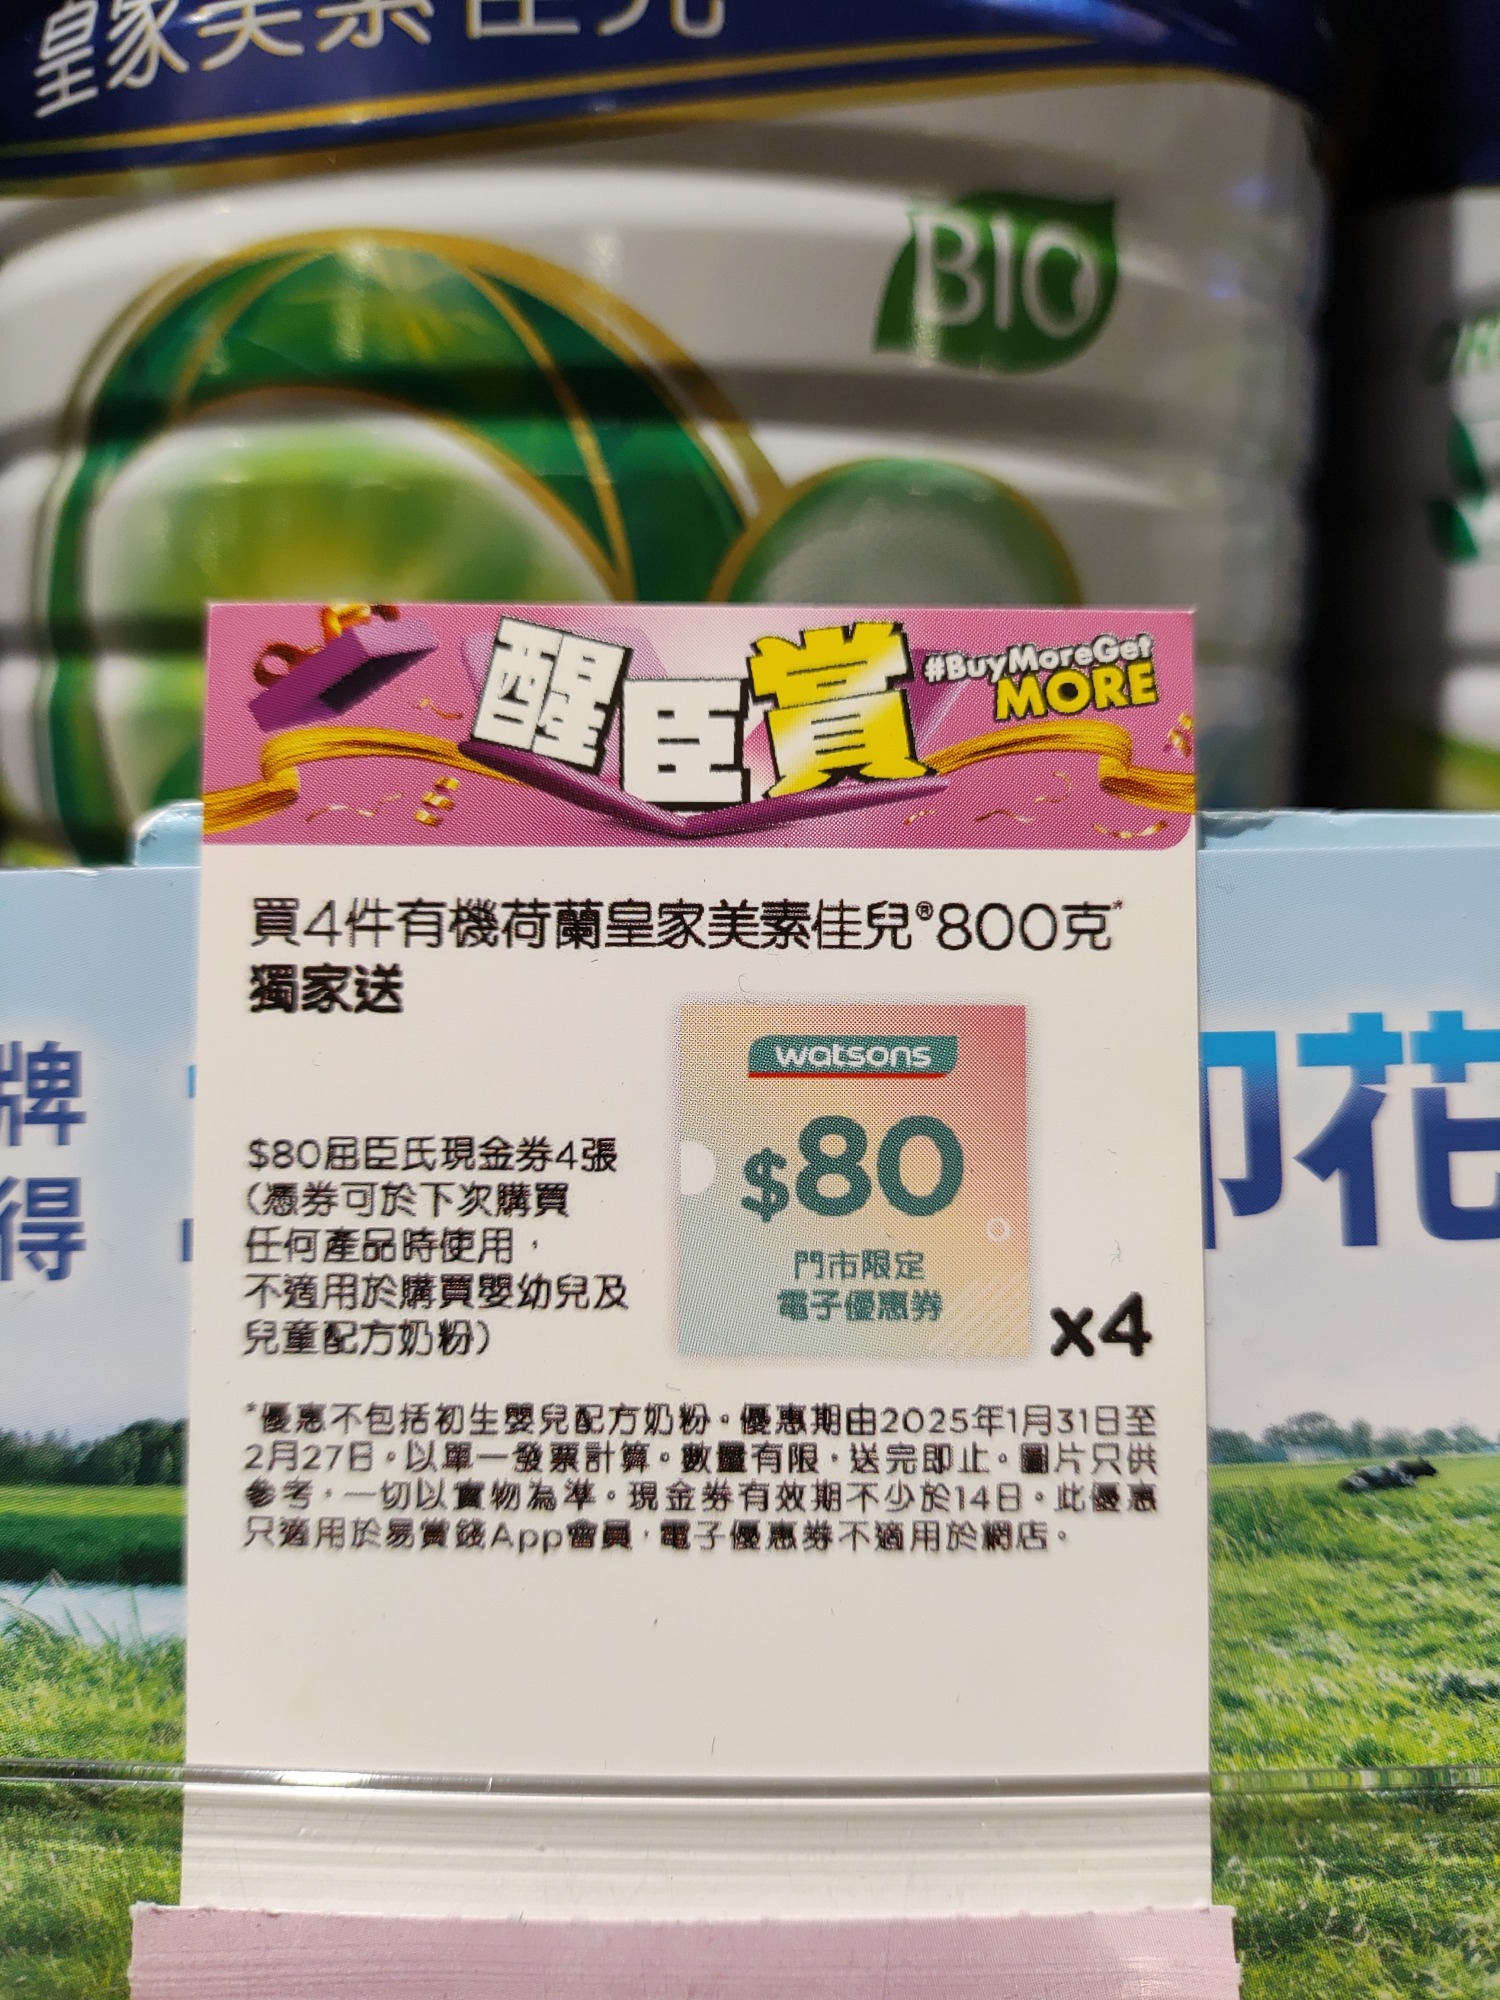 皇家美素佳兒
BIO
醒臣賞
#BuyMoreGet
MORE
買4件有機荷蘭皇家美素佳兒®800克*
獨家送
watsons
$80
門市限定
電子優惠券
x4
$80屈臣氏現金券4張
(憑券可於下次購買
任何產品時使用，
不適用於購買嬰幼兒及
兒童配方奶粉)
*優惠不包括初生嬰兒配方奶粉。優惠期由2025年1月31日至
2月27日。以單一發票計算。數量有限，送完即止。圖片只供
參考，一切以實物為準。現金券有效期不少於14日。此優惠
只適用於易賞錢App會員，電子優惠券不適用於網店。
牌
得
印花